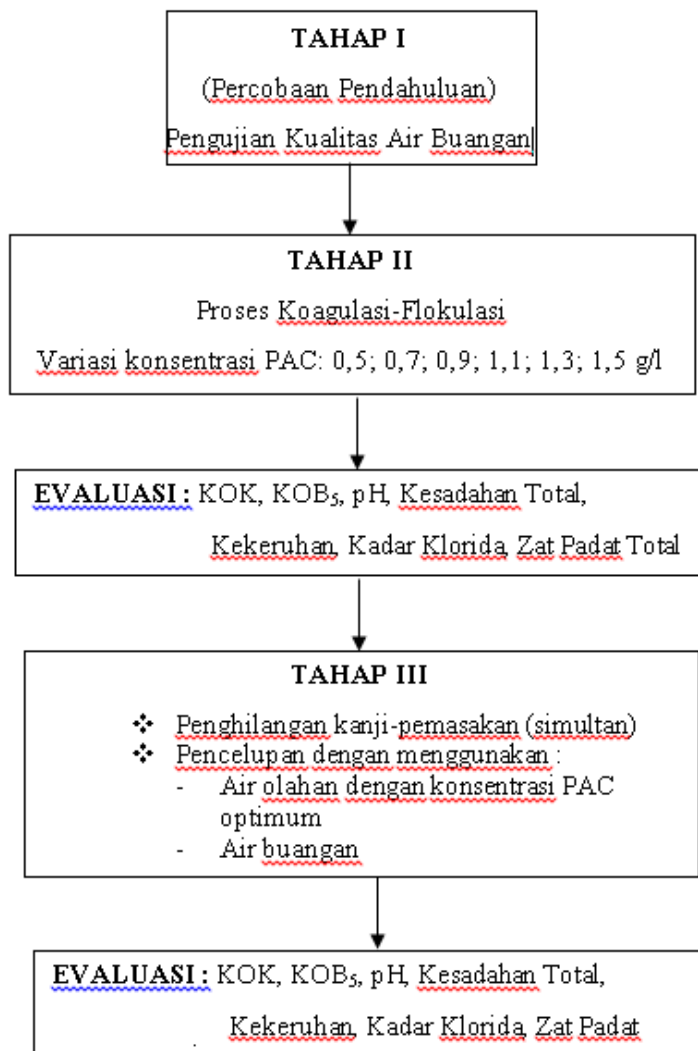 TAHAP I
(Percobaan Pendahuluan)
Pengujian Kualitas Air Buangan
TAHAP II
Proses Koagulasi-Flokulasi
Variasi konsentrasi PAC: 0,5; 0,7; 0,9; 1,1; 1,3; 1,5 g/l
EVALUASI : KOK, KOB₅, pH, Kesadahan Total,
Kekeruhan, Kadar Klorida, Zat Padat Total
TAHAP III
❖ Penghilangan kanji-pemasakan (simultan)
❖ Pencelupan dengan menggunakan :
- Air olahan dengan konsentrasi PAC
optimum
- Air buangan
EVALUASI : KOK, KOB₅, pH, Kesadahan Total,
Kekeruhan, Kadar Klorida, Zat Padat